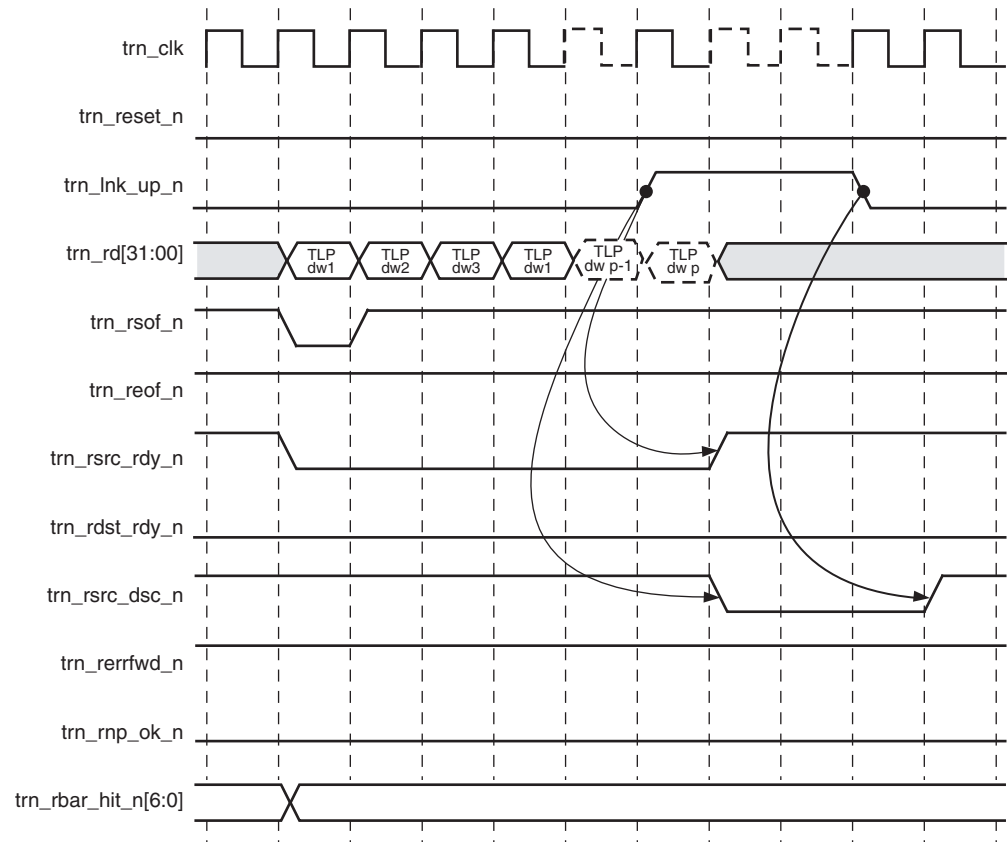 trn_clk
trn_reset_n
trn_lnk_up_n
trn_rd[31:00]
TLP
dw1
TLP
dw2
TLP
dw3
TLP
dw1
TLP
dw p-1
TLP
dw p
trn_rsof_n
trn_reof_n
trn_rsrc_rdy_n
trn_rdst_rdy_n
trn_rsrc_dsc_n
trn_rerrfwd_n
trn_rnp_ok_n
trn_rbar_hit_n[6:0]